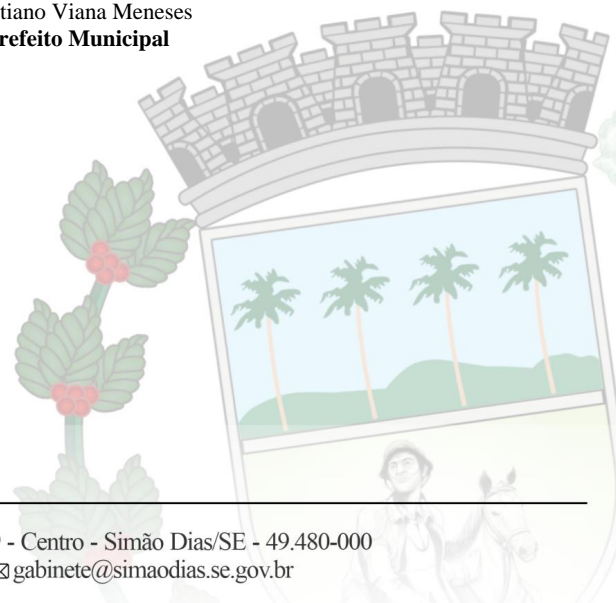 tiano Viana Meneses
refeito Municipal
- Centro - Simão Dias/SE - 49.480-000
gabinete@simaodias.se.gov.br